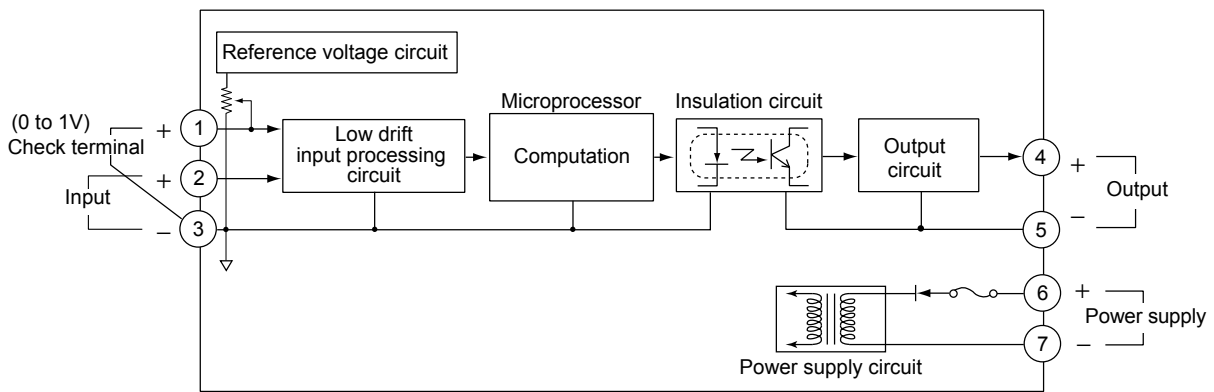 Reference voltage circuit
(0 to 1V)
Check terminal
+
1
Input
+
2
−
3
Low drift
input processing
circuit
Microprocessor
Computation
Insulation circuit
Output
circuit
4
+
Output
5
−
6
+
Power supply
7
−
Power supply circuit